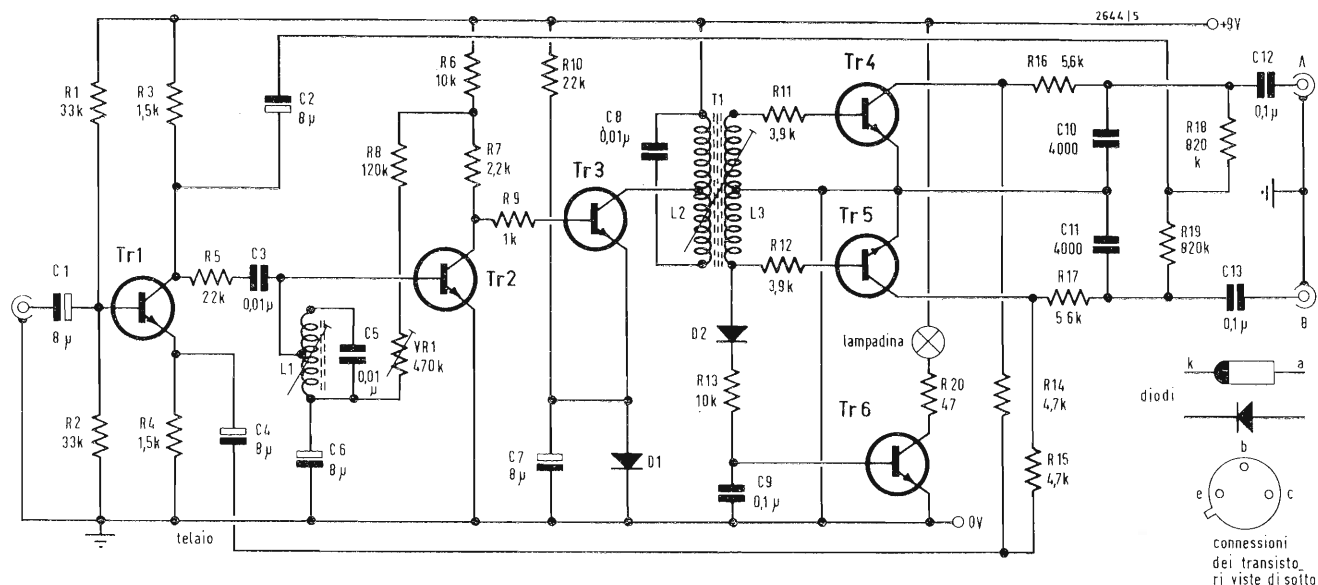 2644|5
+9V
R1
33k
R3
1,5k
C2
8µ
R6
10k
R10
22k
R8
120k
R7
2,2k
C8
0,01µ
T1
R11
3,9k
Tr4
R16 5,6k
C12
0,1µ
A
C10
4000
R18
820
k
Tr3
R9
1k
L2
L3
Tr5
C11
4000
R19
820k
Tr1
R5
22k
C3
0,01µ
Tr2
R12
3,9k
R17
5 6k
C13
0,1µ
B
C1
8µ
L1
C5
0,01
µ
VR1
470k
D2
lampadina
R13
10k
R20
47
R14
4,7k
k
a
diodi
R2
33k
R4
1,5k
C4
8µ
C6
8µ
C7
8µ
D1
Tr6
C9
0,1µ
R15
4,7k
b
e
c
telaio
0V
connessioni
dei transisto_
ri viste di sotto